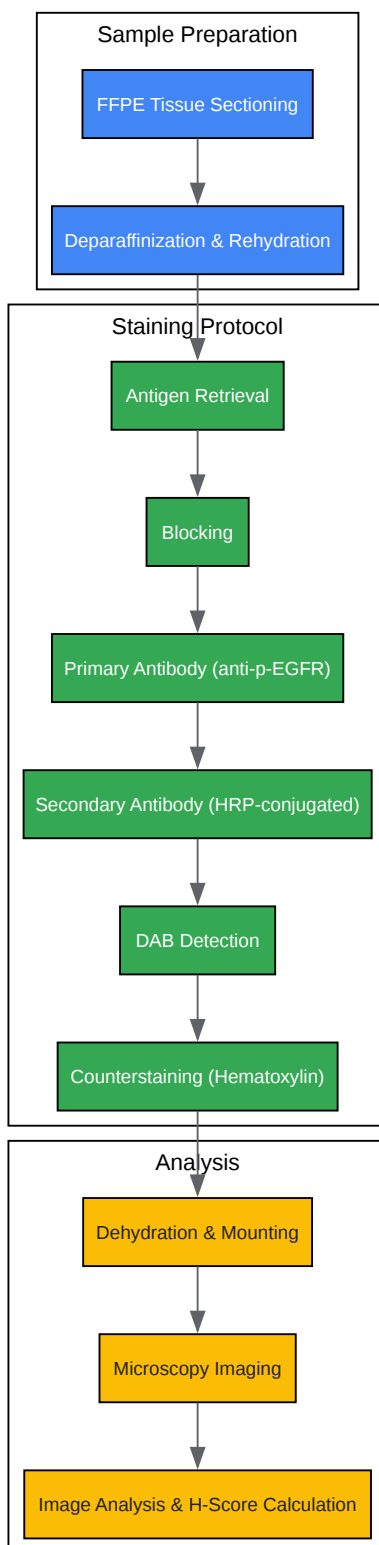 Sample Preparation
FFPE Tissue Sectioning
Deparaffinization & Rehydration
Staining Protocol
Antigen Retrieval
Blocking
Primary Antibody (anti-p-EGFR)
Secondary Antibody (HRP-conjugated)
DAB Detection
Counterstaining (Hematoxylin)
Analysis
Dehydration & Mounting
Microscopy Imaging
Image Analysis & H-Score Calculation